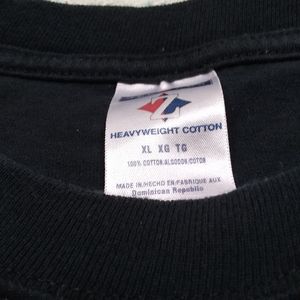 HEAVYWEIGHT COTTON
XL XG TG
100% COTTON/ALGODON/COTON
MADE IN/HECHO EN/FABRIQUE AUX
Dominican Republic